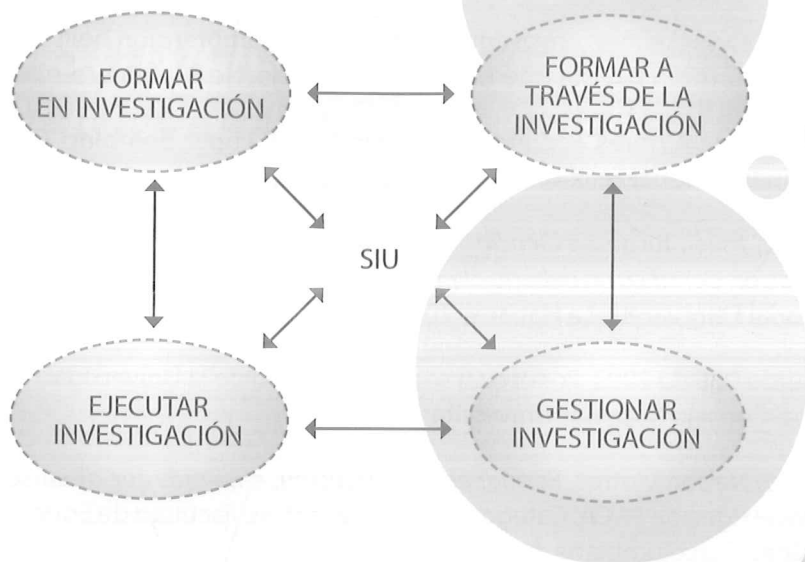 FORMAR
EN INVESTIGACIÓN
FORMAR A
TRAVÉS DE LA
INVESTIGACIÓN
SIU
EJECUTAR
INVESTIGACIÓN
GESTIONAR
INVESTIGACIÓN